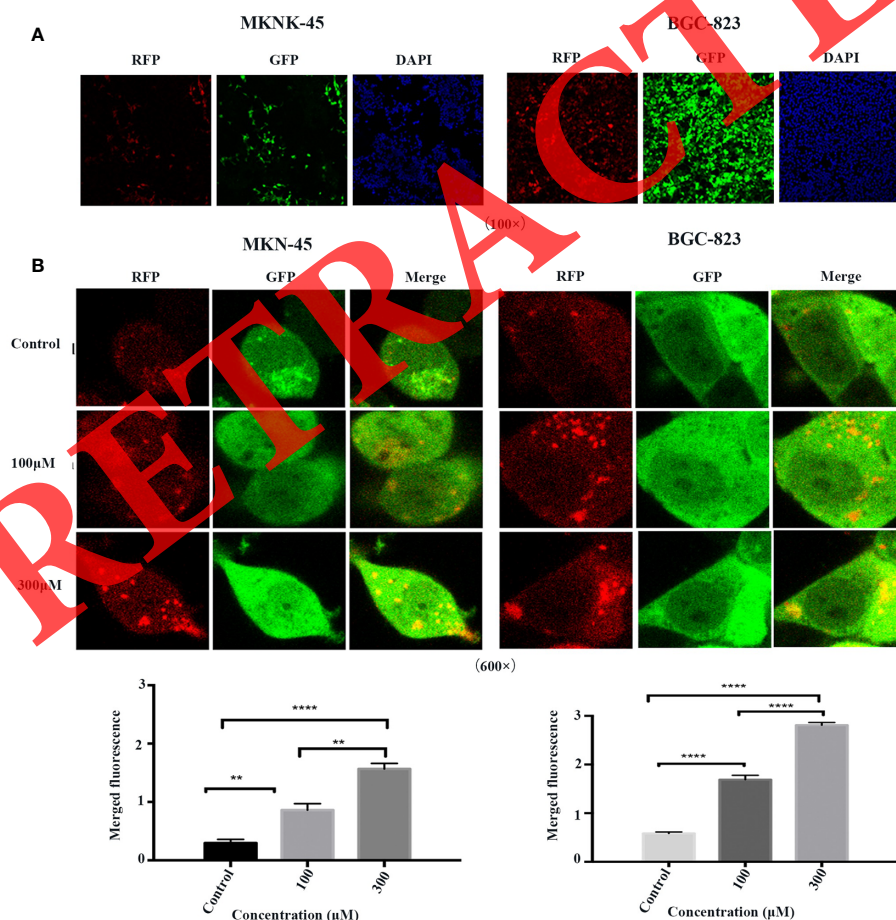 A
MKNK-45 BGC-823
RFP GFP DAPI RFP GFP DAPI
(100×)
B
MKN-45 BGC-823
RFP GFP Merge RFP GFP Merge
Control
100μM
300μM
(600×)
RETRACTE
Merged fluorescence
3
2
1
0
****
**
**
Control 100 300
Concentration (μM)
Merged fluorescence
3
2
1
0
****
****
****
Control 100 300
Concentration (μM)